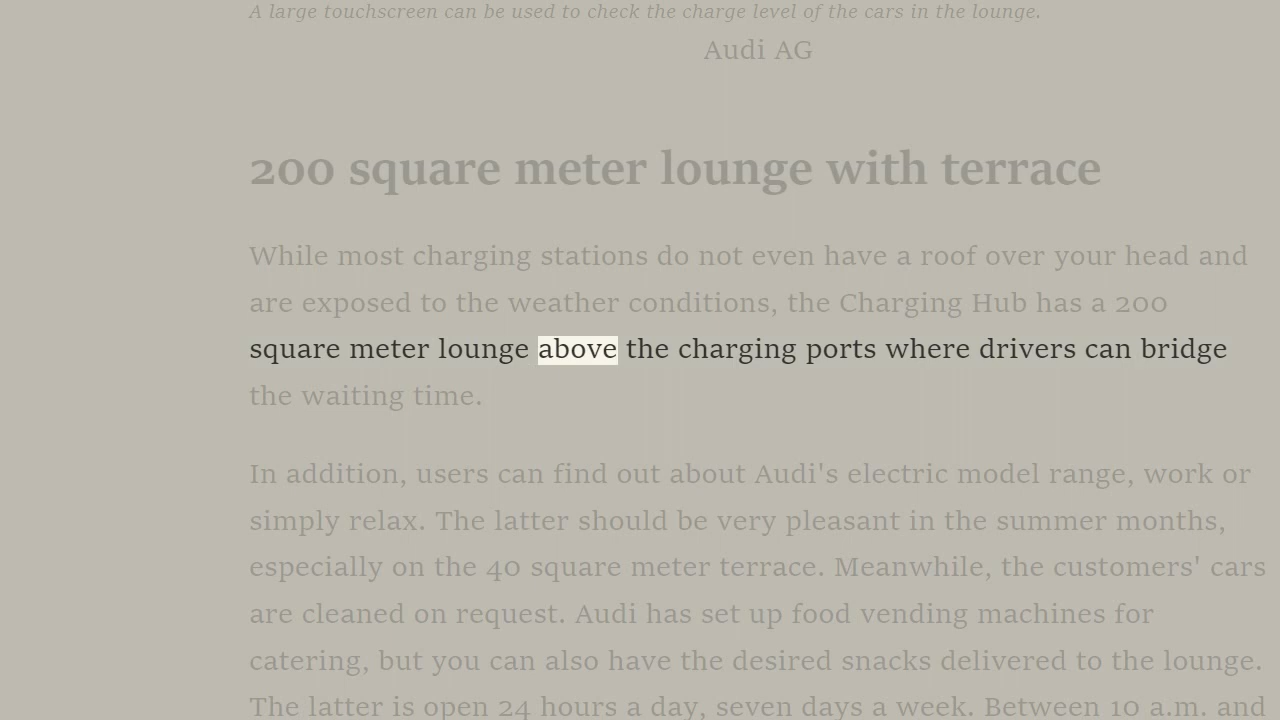 A large touchscreen can be used to check the charge level of the cars in the lounge.
Audi AG
200 square meter lounge with terrace
While most charging stations do not even have a roof over your head and
are exposed to the weather conditions, the Charging Hub has a 200
square meter lounge above the charging ports where drivers can bridge
the waiting time.
In addition, users can find out about Audi's electric model range, work or
simply relax. The latter should be very pleasant in the summer months,
especially on the 40 square meter terrace. Meanwhile, the customers' cars
are cleaned on request. Audi has set up food vending machines for
catering, but you can also have the desired snacks delivered to the lounge.
The latter is open 24 hours a day, seven days a week. Between 10 a.m. and